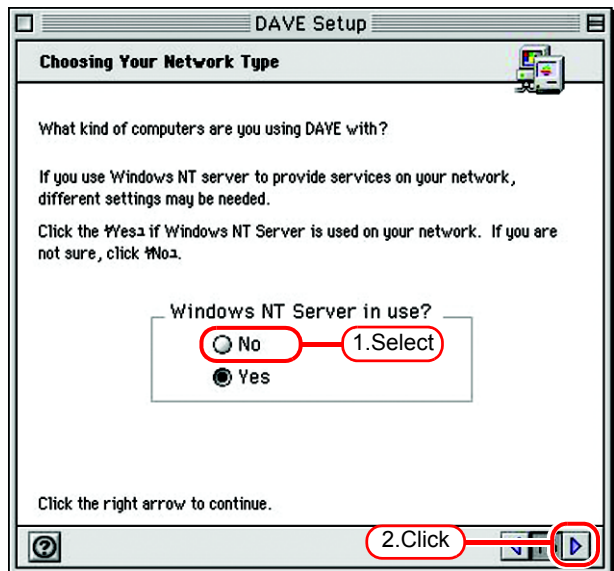 DAVE Setup
Choosing Your Network Type
What kind of computers are you using DAVE with?
If you use Windows NT server to provide services on your network,
different settings may be needed.
Click the if Windows NT Server is used on your network. If you are
not sure, click
Windows NT Server in use?
No
1.Select
Yes
Click the right arrow to continue.
2.Click